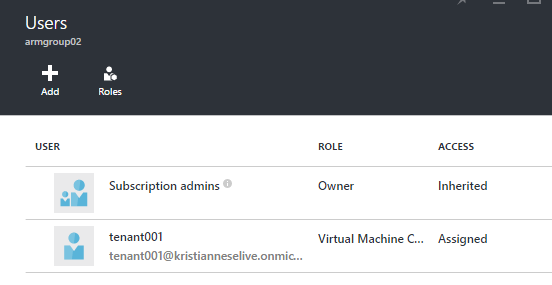 Users
armgroup02
Add Roles
USER ROLE ACCESS
Subscription admins Owner Inherited
tenant001 Virtual Machine C... Assigned
tenant001@kristianneselive.onmic...